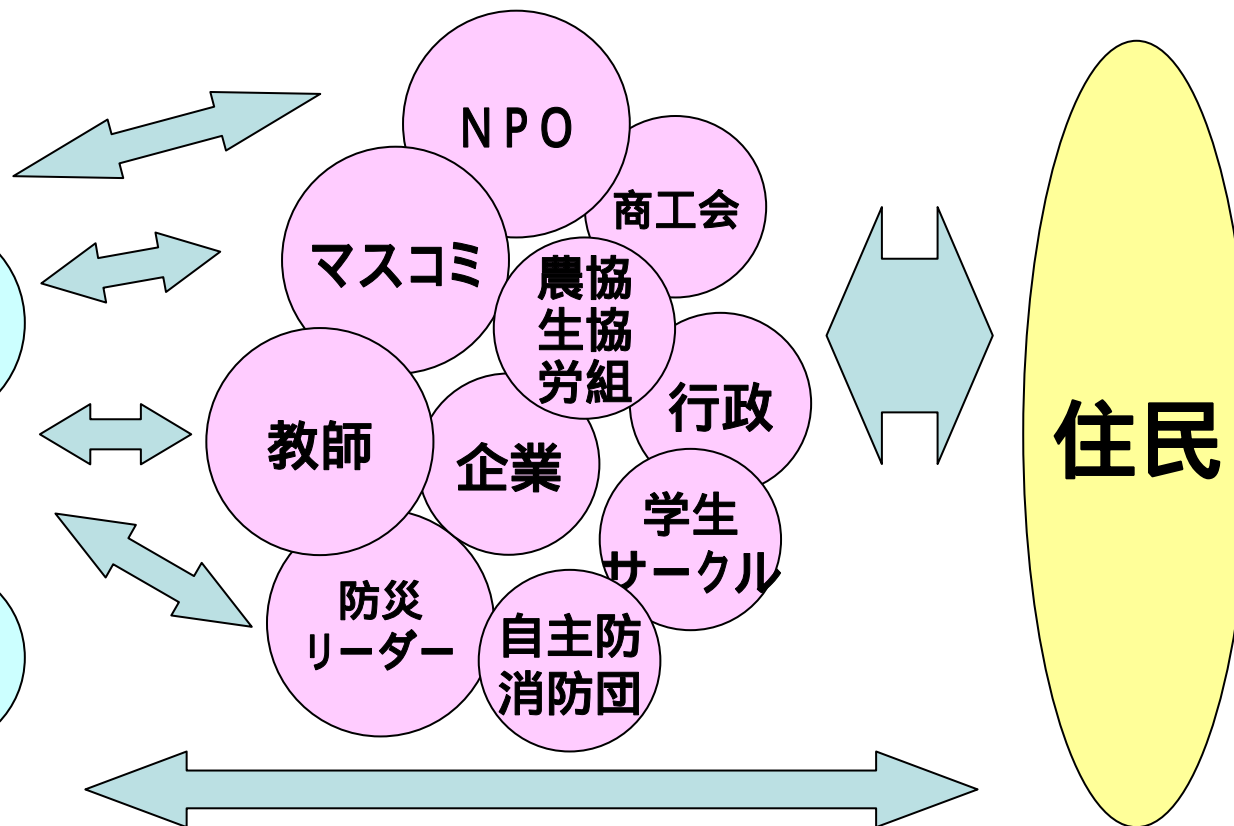 ＮＰＯ
商工会
マスコミ
農協
生協
労組
行政
教師
企業
住民
学生
サークル
防災
リーダー
自主防
消防団